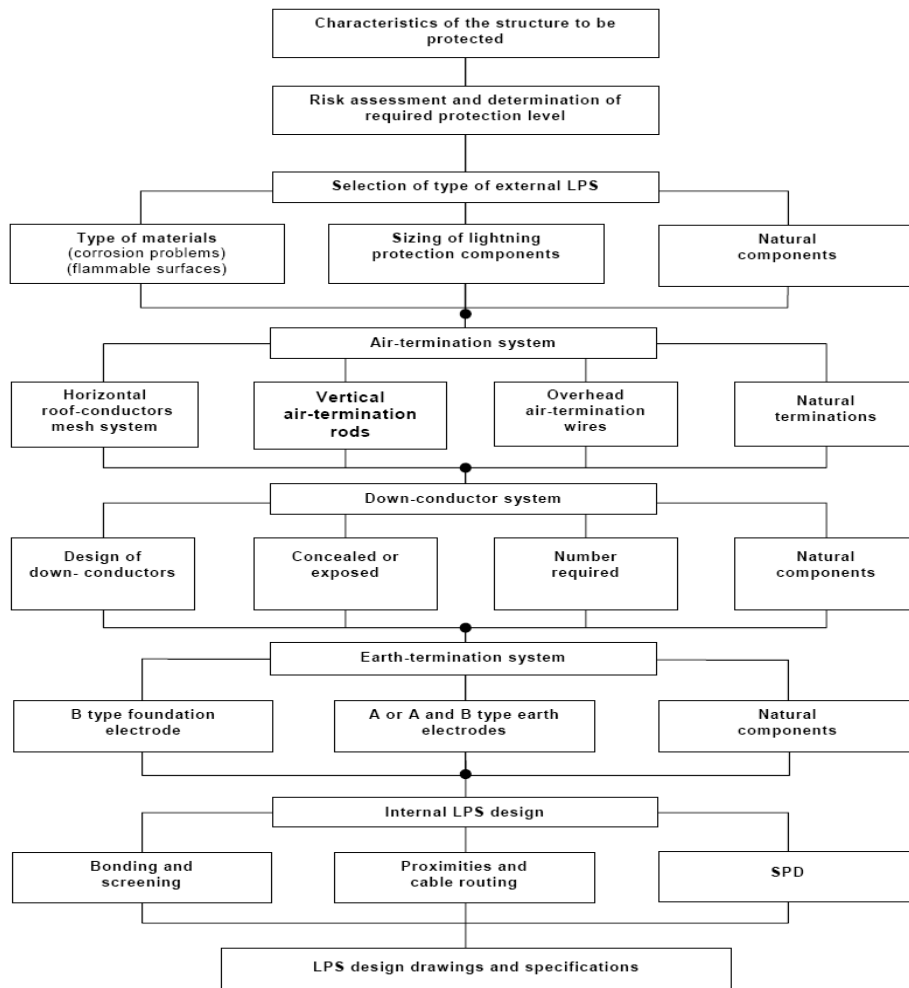 Characteristics of the structure to be
protected
Risk assessment and determination of
required protection level
Selection of type of external LPS
Type of materials
(corrosion problems)
(flammable surfaces)
Sizing of lightning
protection components
Natural
components
Air-termination system
Horizontal
roof-conductors
mesh system
Vertical
air-termination
rods
Overhead
air-termination
wires
Natural
terminations
Down-conductor system
Design of
down- conductors
Concealed or
exposed
Number
required
Natural
components
Earth-termination system
B type foundation
electrode
A or A and B type earth
electrodes
Natural
components
Internal LPS design
Bonding and
screening
Proximities and
cable routing
SPD
LPS design drawings and specifications